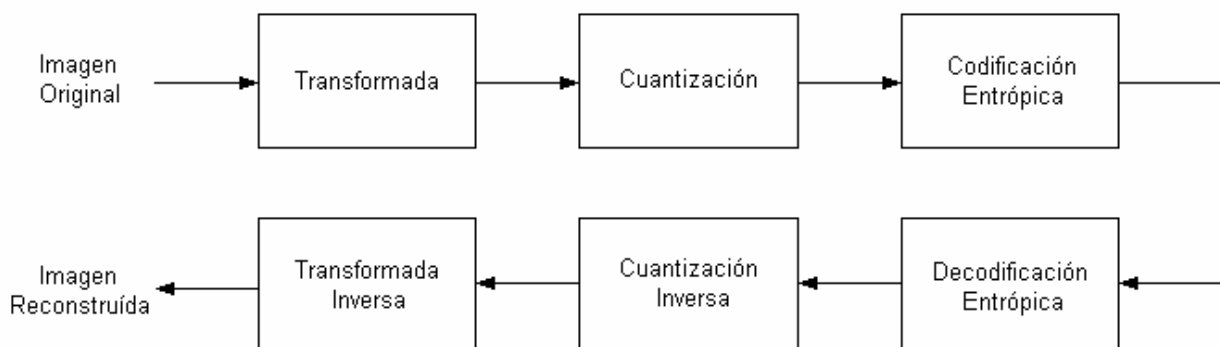 Imagen
Original
Transformada
Cuantización
Codificación
Entrópica
Imagen
Reconstruída
Transformada
Inversa
Cuantización
Inversa
Decodificación
Entrópica